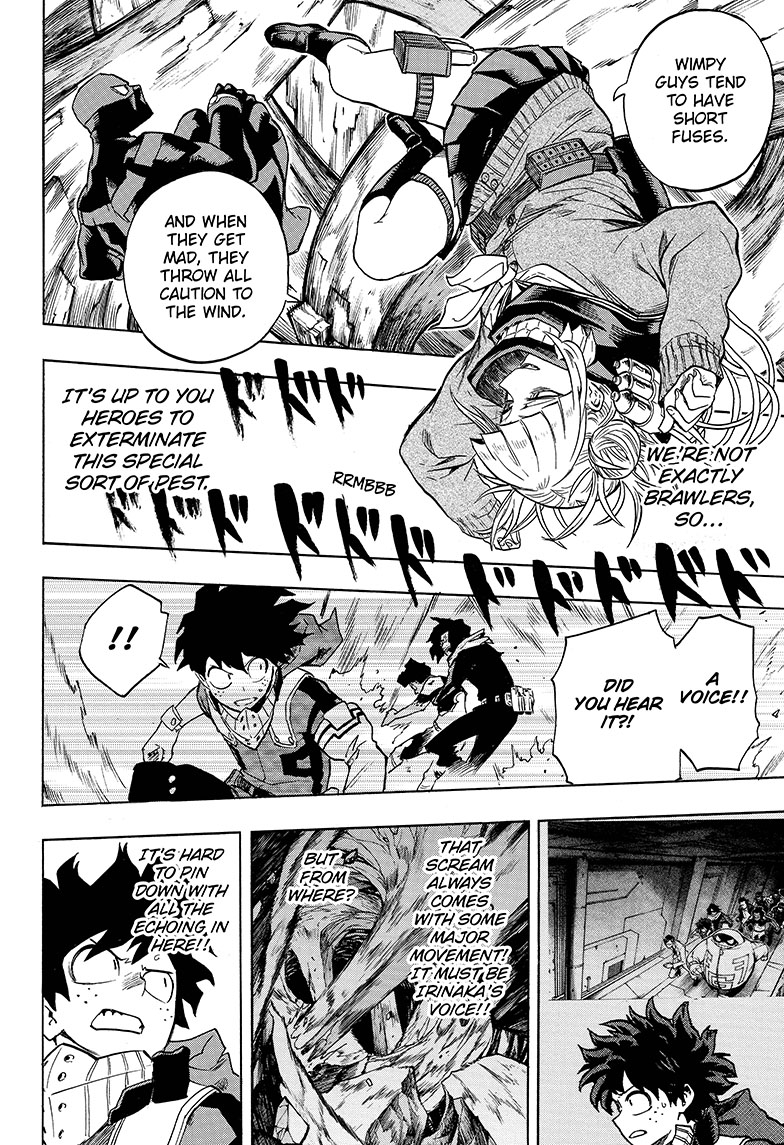 WIMPY
GUYS TEND
TO HAVE
SHORT
FUSES.
AND WHEN
THEY GET
MAD, THEY
THROW ALL
CAUTION TO
THE WIND.
WE'RE NOT
EXACTLY
BRAWLERS,
SO...
IT'S UP TO YOU
HEROES TO
EXTERMINATE
THIS SPECIAL
SORT OF PEST.
ドドドド
RRMBBB
ドドド ドドド ドドドドドド
A
VOICE!!
DID
YOU HEAR
IT?!
!!
THAT
SCREAM
ALWAYS
COMES
WITH SOME
MAJOR
MOVEMENT!
IT MUST BE
IRINAKA'S
VOICE!!
BUT
FROM
WHERE?
IT'S HARD
TO PIN
DOWN WITH
ALL THE
ECHOING IN
HERE!!